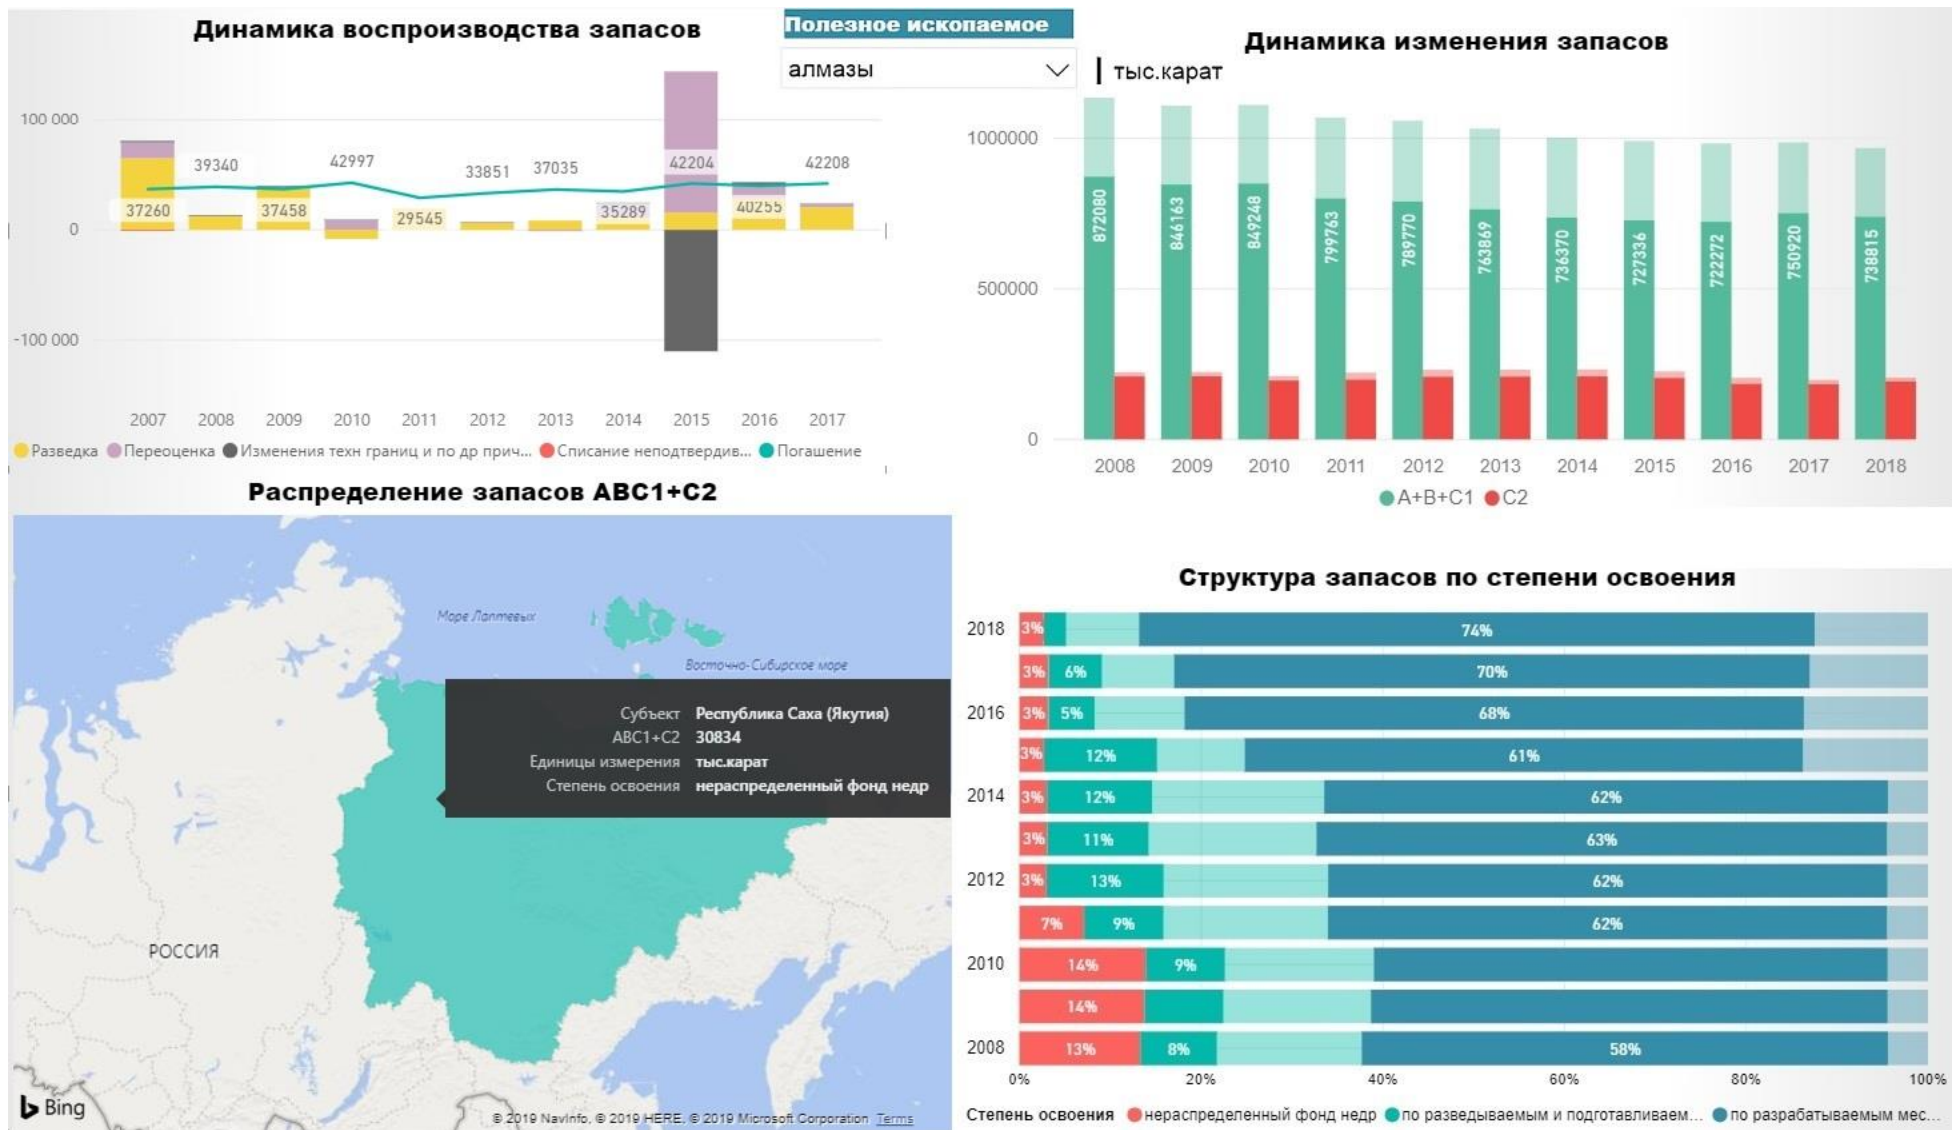 Динамика воспроизводства запасов
100 000
0
-100 000
37260
39340
37458
42997
29545
33851
37035
35289
42204
40255
42208
2007 2008 2009 2010 2011 2012 2013 2014 2015 2016 2017
Разведка Переоценка Изменения техн границ и по др прич... Списание неподтвердив... Погашение
Полезное ископаемое
алмазы
Динамика изменения запасов
тыс.карат
1000000
500000
0
872080
846163
849248
799763
789770
763869
736370
727336
722272
750920
738815
2008 2009 2010 2011 2012 2013 2014 2015 2016 2017 2018
A+B+C1 C2
Распределение запасов ABC1+C2
Море Лаптевых
Восточно-Сибирское море
Субъект Республика Саха (Якутия)
ABC1+C2 30834
Единицы измерения тыс.карат
Степень освоения нераспределенный фонд недр
РОССИЯ
Bing
© 2019 NavInfo, © 2019 HERE, © 2019 Microsoft Corporation Terms
Структура запасов по степени освоения
2018 3% 74%
3% 6% 70%
2016 3% 5% 68%
3% 12% 61%
2014 3% 12% 62%
3% 11% 63%
2012 3% 13% 62%
7% 9% 62%
2010 14% 9%
14%
2008 13% 8% 58%
0% 20% 40% 60% 80% 100%
Степень освоения нераспределенный фонд недр по разведываемым и подготавливаем... по разрабатываемым мес...